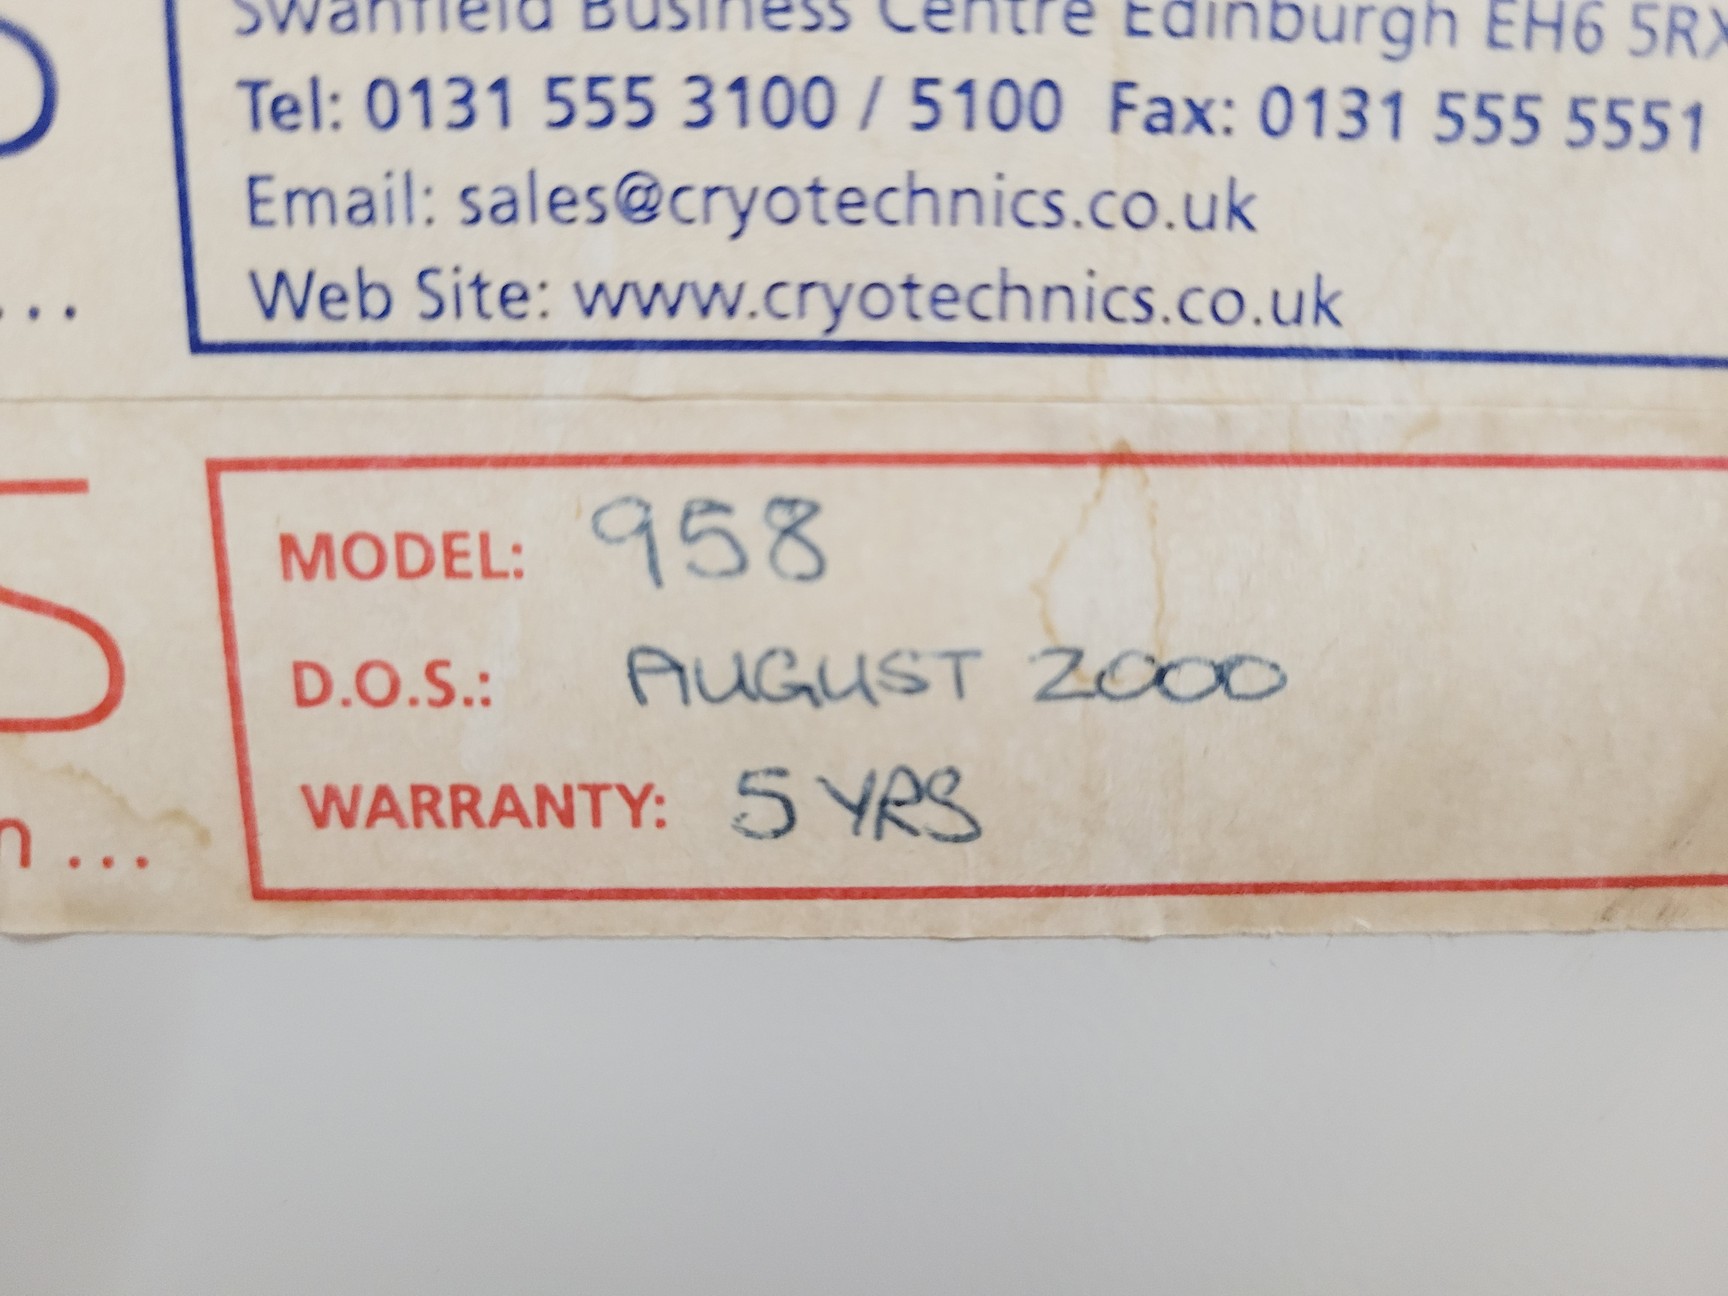 Swanfield Business Centre Edinburgh EH6 5RX
Tel: 0131 555 3100 / 5100 Fax: 0131 555 5551
Email: sales@cryotechnics.co.uk
Web Site: www.cryotechnics.co.uk
...
MODEL: 958
D.O.S.: AUGUST 2000
WARRANTY: 5 YRS
S
n ...